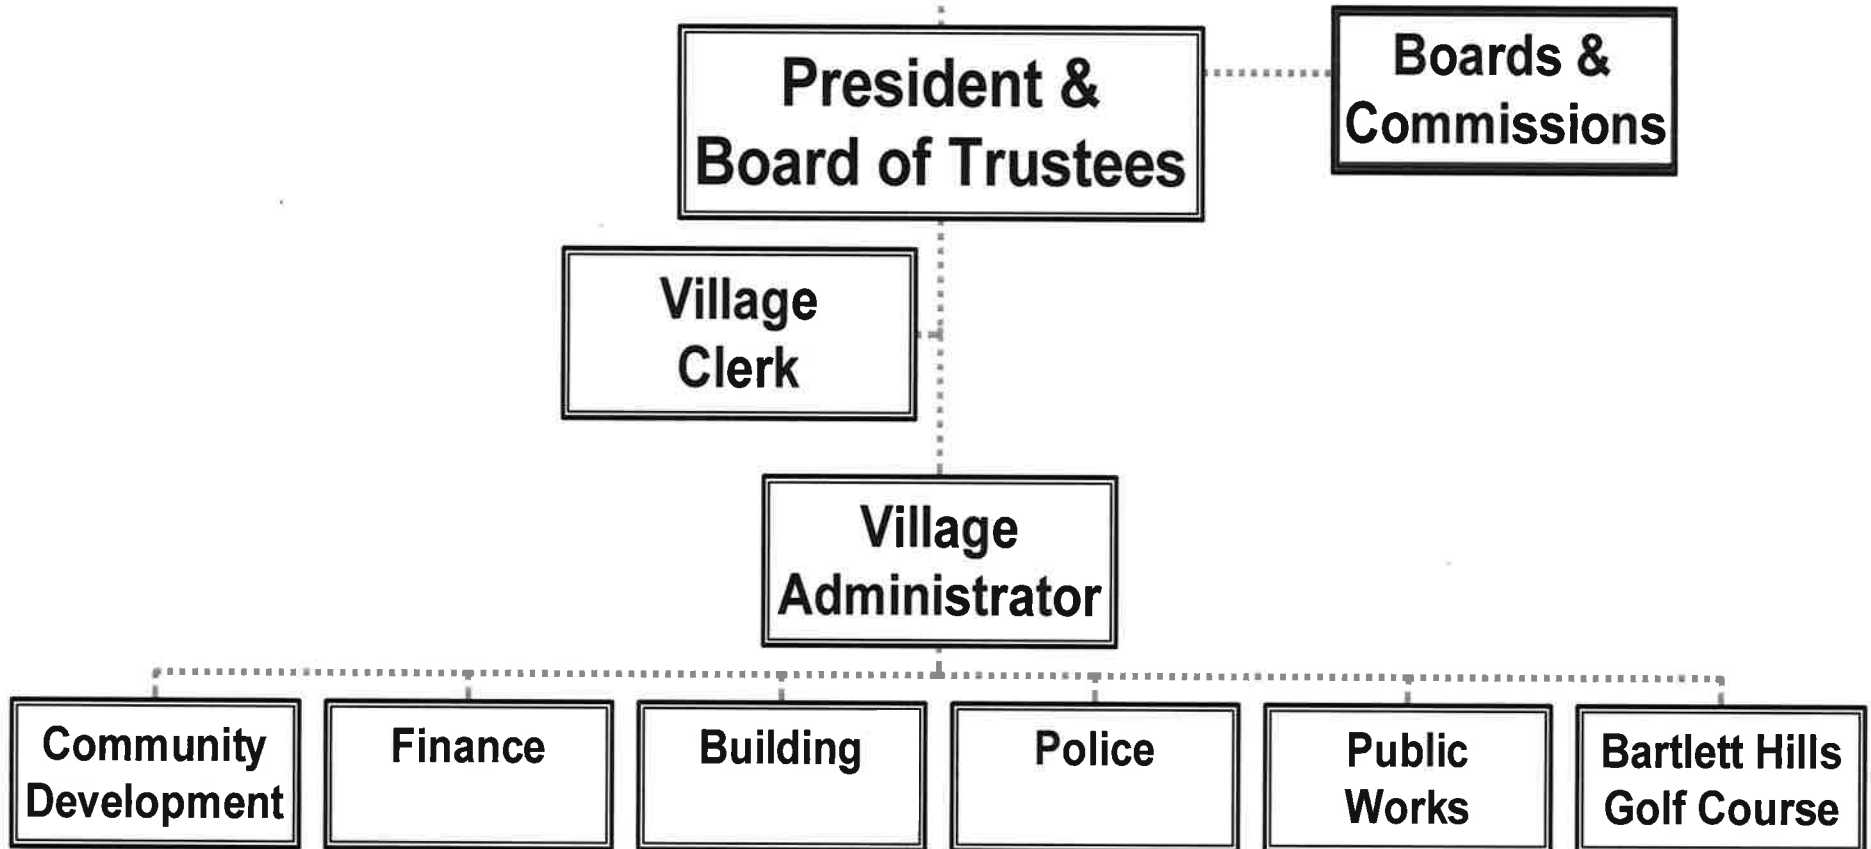 President &
Board of Trustees
Boards &
Commissions
Village
Clerk
Village
Administrator
Community
Development
Finance
Building
Police
Public
Works
Bartlett Hills
Golf Course